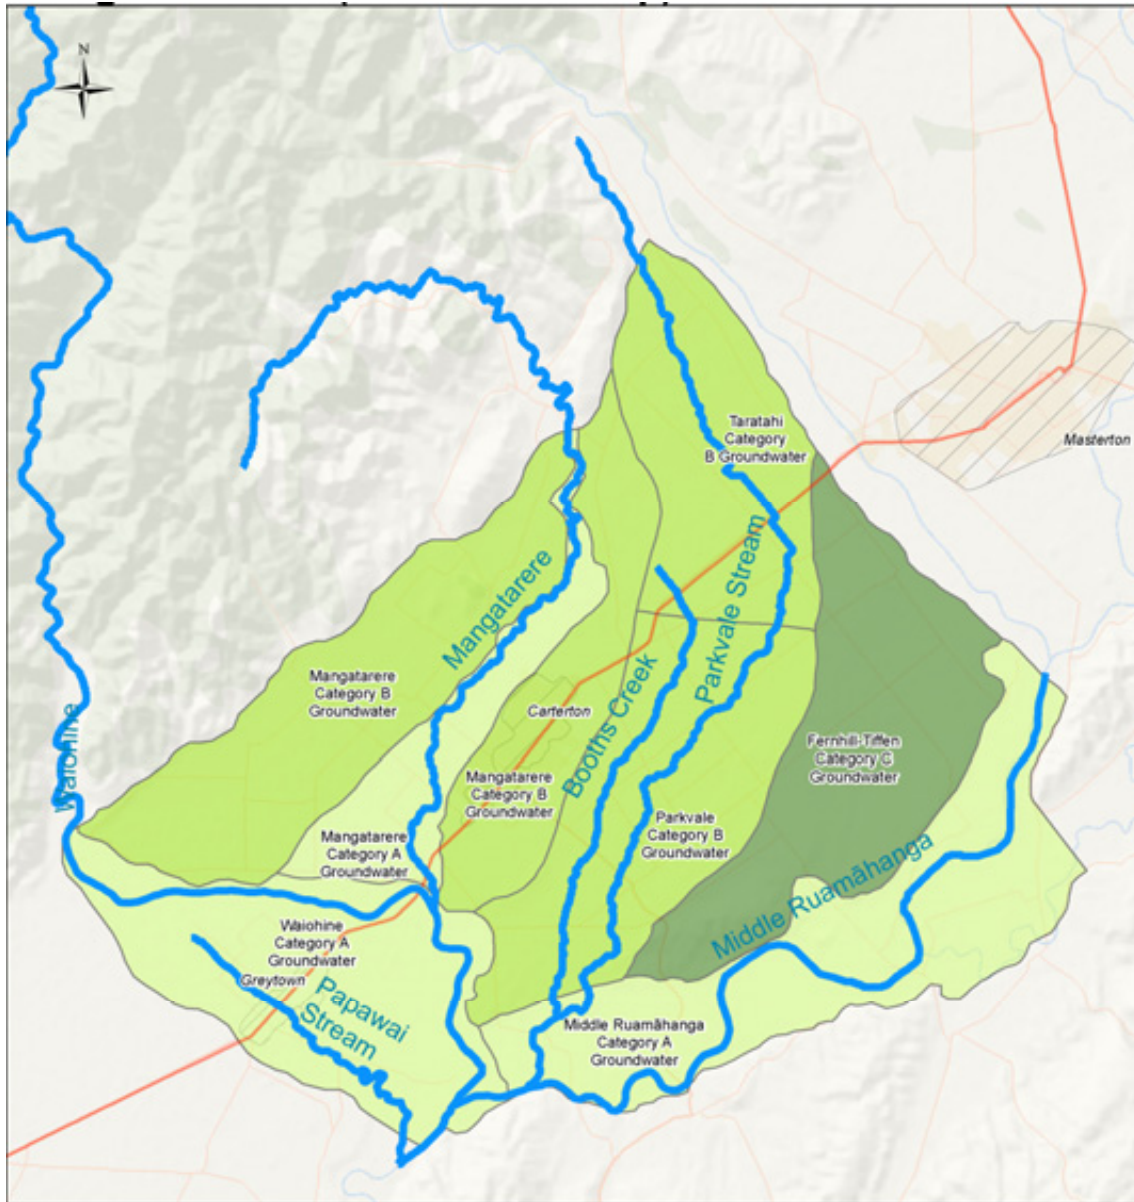 N
Taratahi
Category
B Groundwater
Masterton
Mangatarere
Parkvale Stream
Mangatarere
Category B
Groundwater
Carterton
Booths Creek
Waiohine
Fernhill-Tiffen
Category C
Groundwater
Mangatarere
Category B
Groundwater
Parkvale
Category B
Groundwater
Mangatarere
Category A
Groundwater
Middle Ruamāhanga
Waiohine
Category A
Groundwater
Greytown
Papawai
Stream
Middle Ruamāhanga
Category A
Groundwater